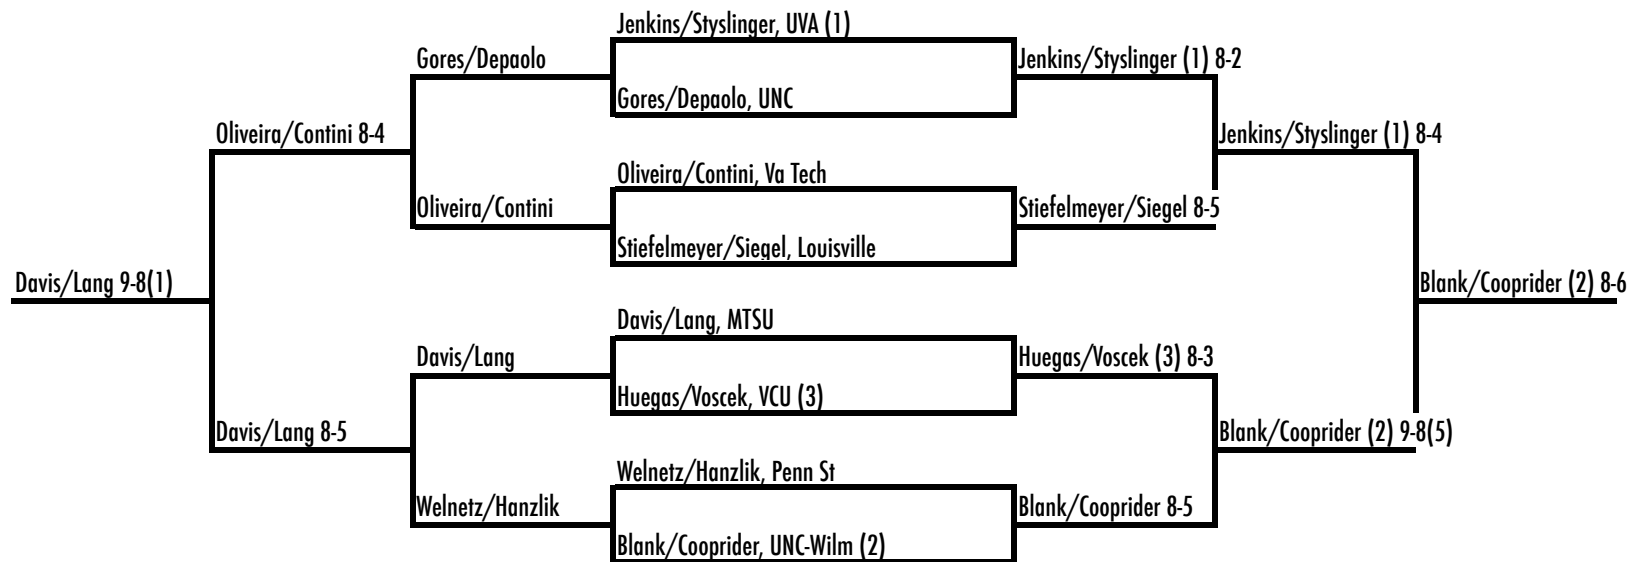 Jenkins/Styslinger, UVA (1)
Gores/Depaolo
Jenkins/Styslinger (1) 8-2
Gores/Depaolo, UNC
Oliveira/Contini 8-4
Jenkins/Styslinger (1) 8-4
Oliveira/Contini, Va Tech
Oliveira/Contini
Stiefelmeyer/Siegel 8-5
Stiefelmeyer/Siegel, Louisville
Davis/Lang 9-8(1)
Blank/Cooprider (2) 8-6
Davis/Lang, MTSU
Davis/Lang
Huegas/Voscek (3) 8-3
Huegas/Voscek, VCU (3)
Davis/Lang 8-5
Blank/Cooprider (2) 9-8(5)
Welnetz/Hanzlik, Penn St
Welnetz/Hanzlik
Blank/Cooprider 8-5
Blank/Cooprider, UNC-Wilm (2)